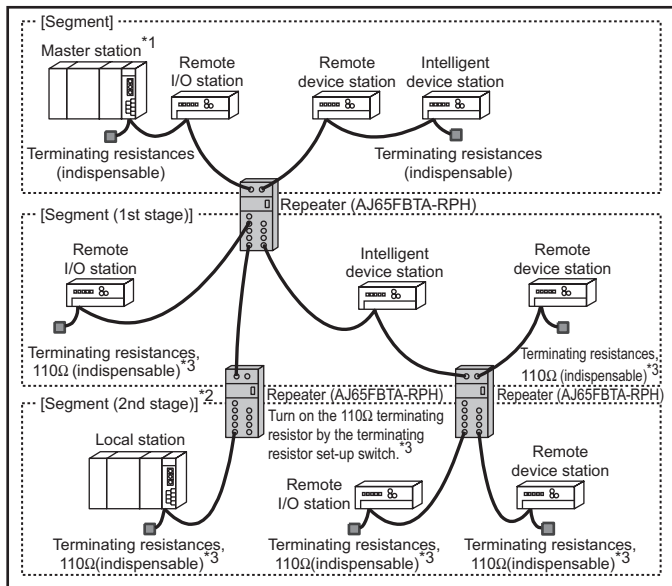 [Segment]
Master station*1
Remote
I/O station
Remote
device station
Intelligent
device station
Terminating resistances
(indispensable)
Terminating resistances
(indispensable)
Repeater (AJ65FBTA-RPH)
[Segment (1st stage)]
Remote
I/O station
Intelligent
device station
Remote
device station
Terminating resistances,
110Ω (indispensable)*3
Terminating resistances,
110Ω (indispensable)*3
[Segment (2nd stage)]*2
Repeater (AJ65FBTA-RPH)
Turn on the 110Ω terminating
resistor by the terminating
resistor set-up switch.*3
Repeater (AJ65FBTA-RPH)
Local station
Remote
I/O station
Remote
device station
Terminating resistances,
110Ω(indispensable)*3
Terminating resistances,
110Ω(indispensable)*3
Terminating resistances,
110Ω(indispensable)*3